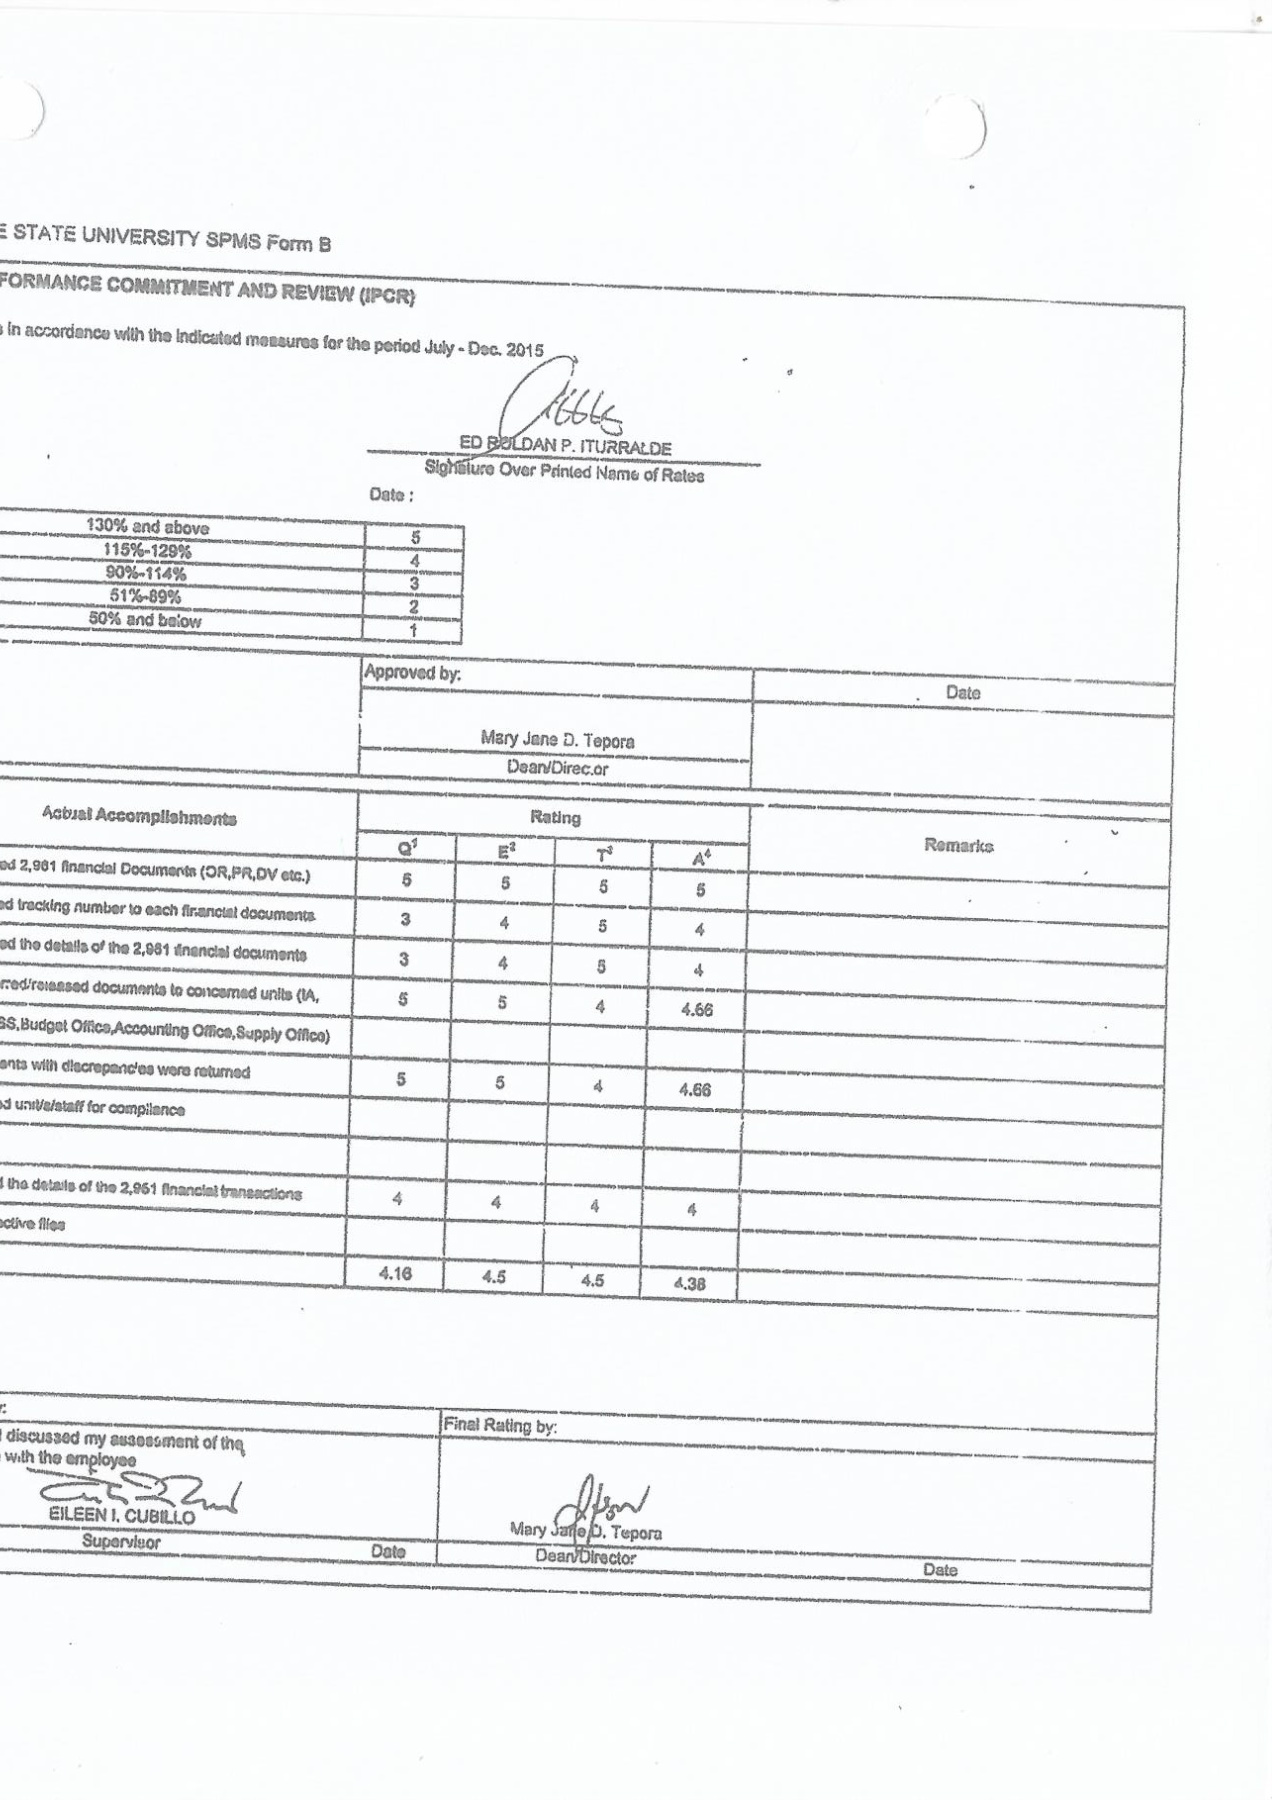 E STATE UNIVERSITY SPMS Form B
FORMANCE COMMITMENT AND REVIEW (IPCR)
s in accordance with the indicated measures for the period July - Dec. 2015
ED ROLDAN P. ITURRALDE
Signature Over Printed Name of Ratee
Date :
130% and above 5
115%-129% 4
90%-114% 3
51%-89% 2
50% and below 1
Approved by: Date
Mary Jane D. Tepora
Dean/Director
Actual Accomplishments Rating Remarks
Q¹ E² T³ A⁴
ed 2,961 financial Documents (OR,PR,DV etc.) 5 5 5 5
ed tracking number to each financial documents 3 4 5 4
ed the details of the 2,961 financial documents 3 4 5 4
rred/released documents to concerned units (IA, 5 5 4 4.66
SS,Budget Office,Accounting Office,Supply Office)
ents with discrepancies were returned 5 5 4 4.66
ed unit/s/staff for compliance
the details of the 2,961 financial transactions 4 4 4 4
ective files
4.16 4.5 4.5 4.38
r: Final Rating by:
I discussed my assessment of the
with the employee
EILEEN I. CUBILLO Mary Jane D. Tepora
Supervisor Date Dean/Director Date